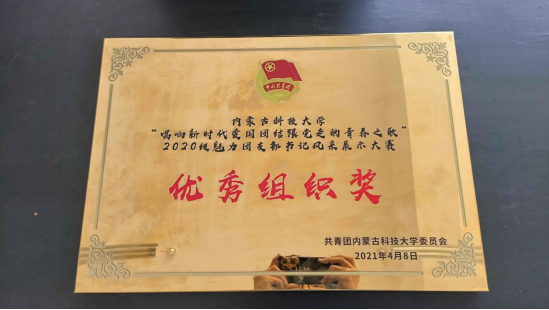 中国共青团
内蒙古科技大学
“唱响新时代爱国团结跟党走的青春之歌”
2020级魅力团支部书记风采展示大赛
优秀组织奖
共青团内蒙古科技大学委员会
2021年4月8日